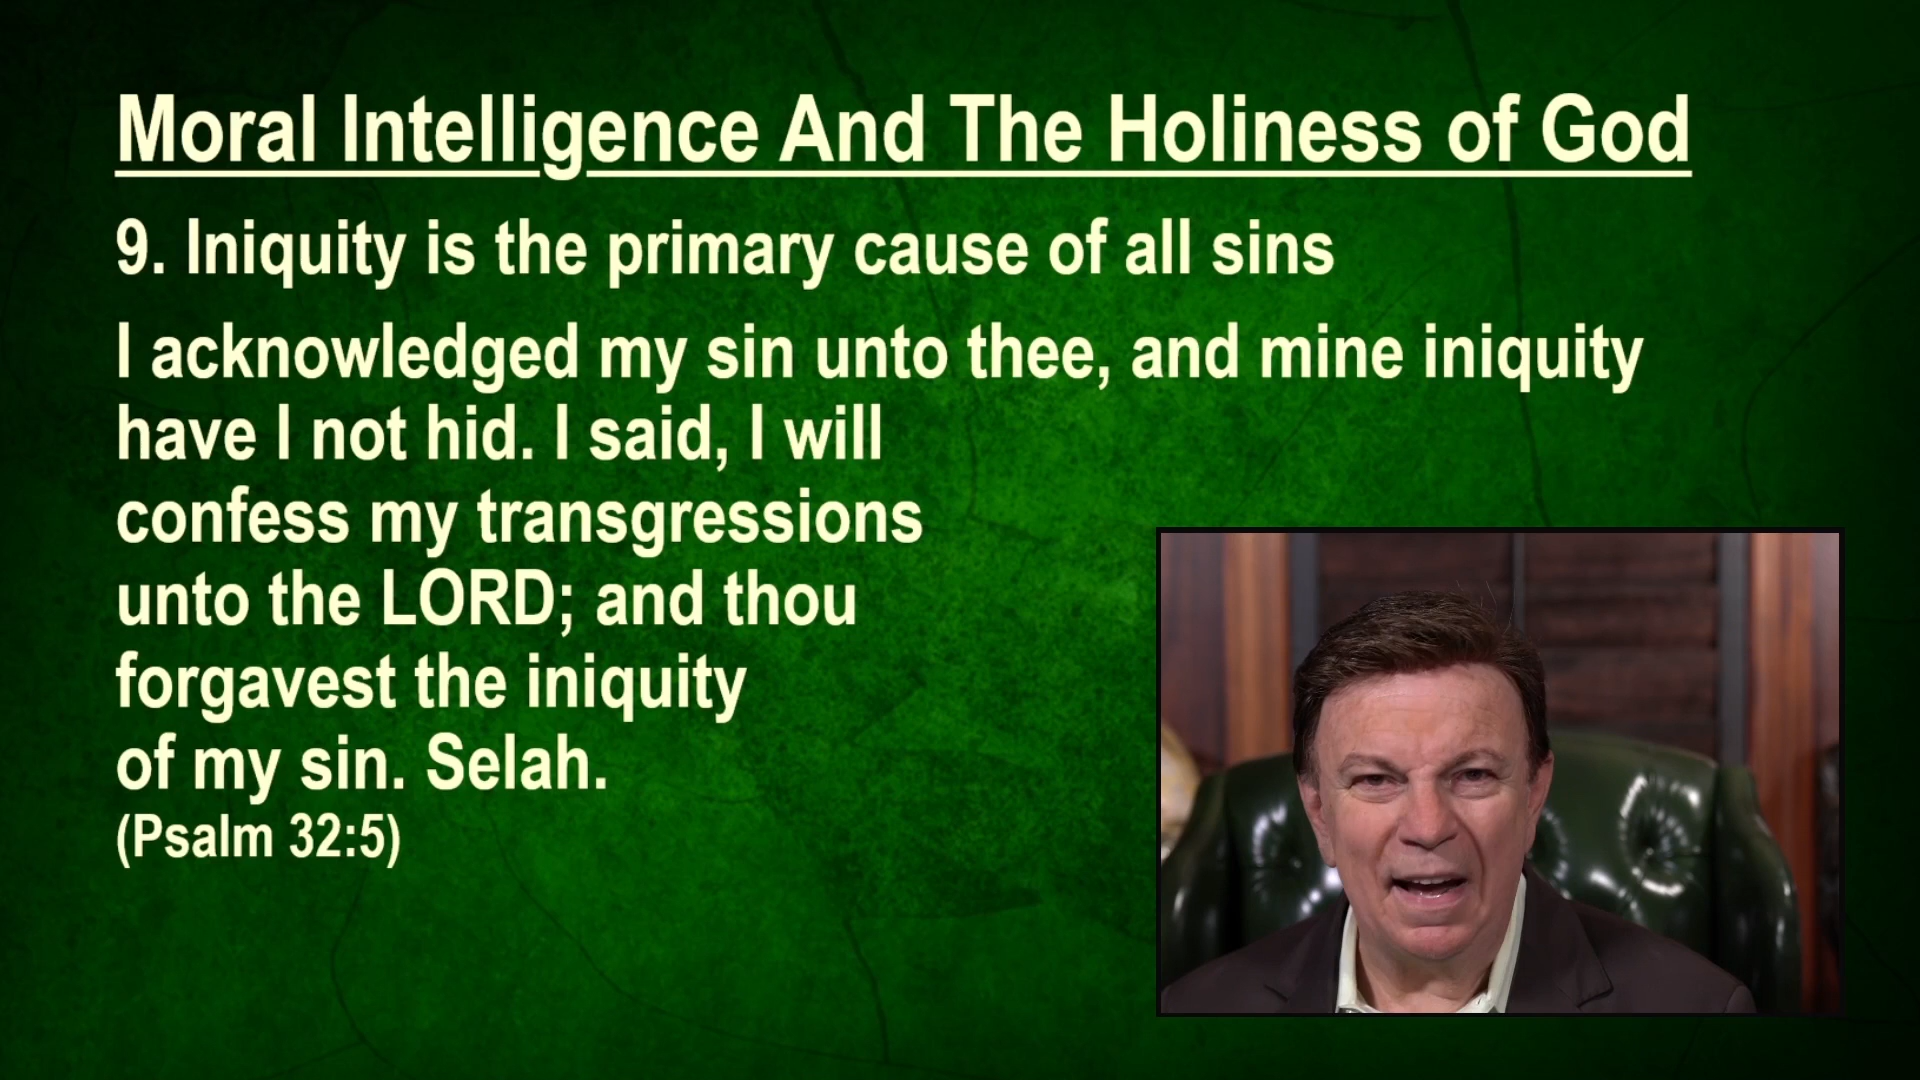 Moral Intelligence And The Holiness of God
9. Iniquity is the primary cause of all sins
I acknowledged my sin unto thee, and mine iniquity
have I not hid. I said, I will
confess my transgressions
unto the LORD; and thou
forgavest the iniquity
of my sin. Selah.
(Psalm 32:5)